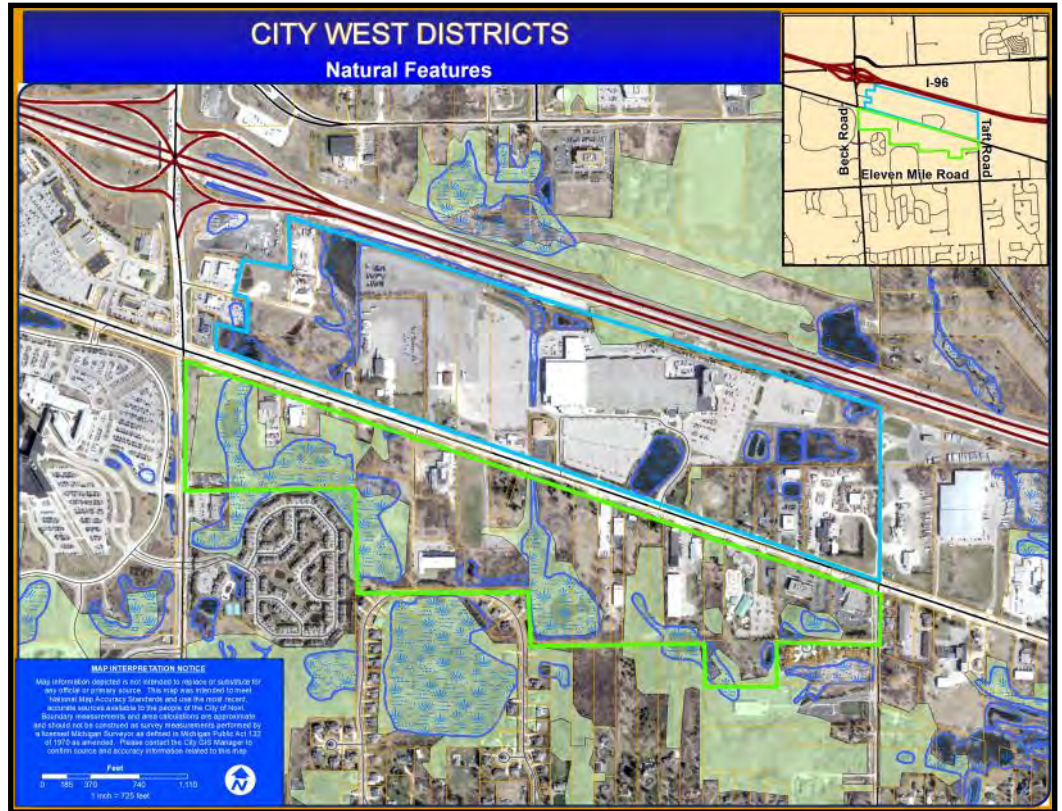 CITY WEST DISTRICTS
Natural Features
I-96
Beck Road
Taft Road
Eleven Mile Road
MAP INTERPRETATION NOTICE
Map information depicted is not intended to replace or substitute for
any official or primary source. This map was intended to meet
National Map Accuracy Standards and use the most recent,
accurate sources available to the people of the City of Novi.
Boundary measurements and area calculations are approximate
and should not be construed as survey measurements performed by
a licensed Michigan Surveyor as defined in Michigan Public Act 132
of 1970 as amended. Please contact the City GIS Manager to
confirm source and accuracy information related to this map.
Feet
0 185 370 740 1,110
1 inch = 725 feet
N